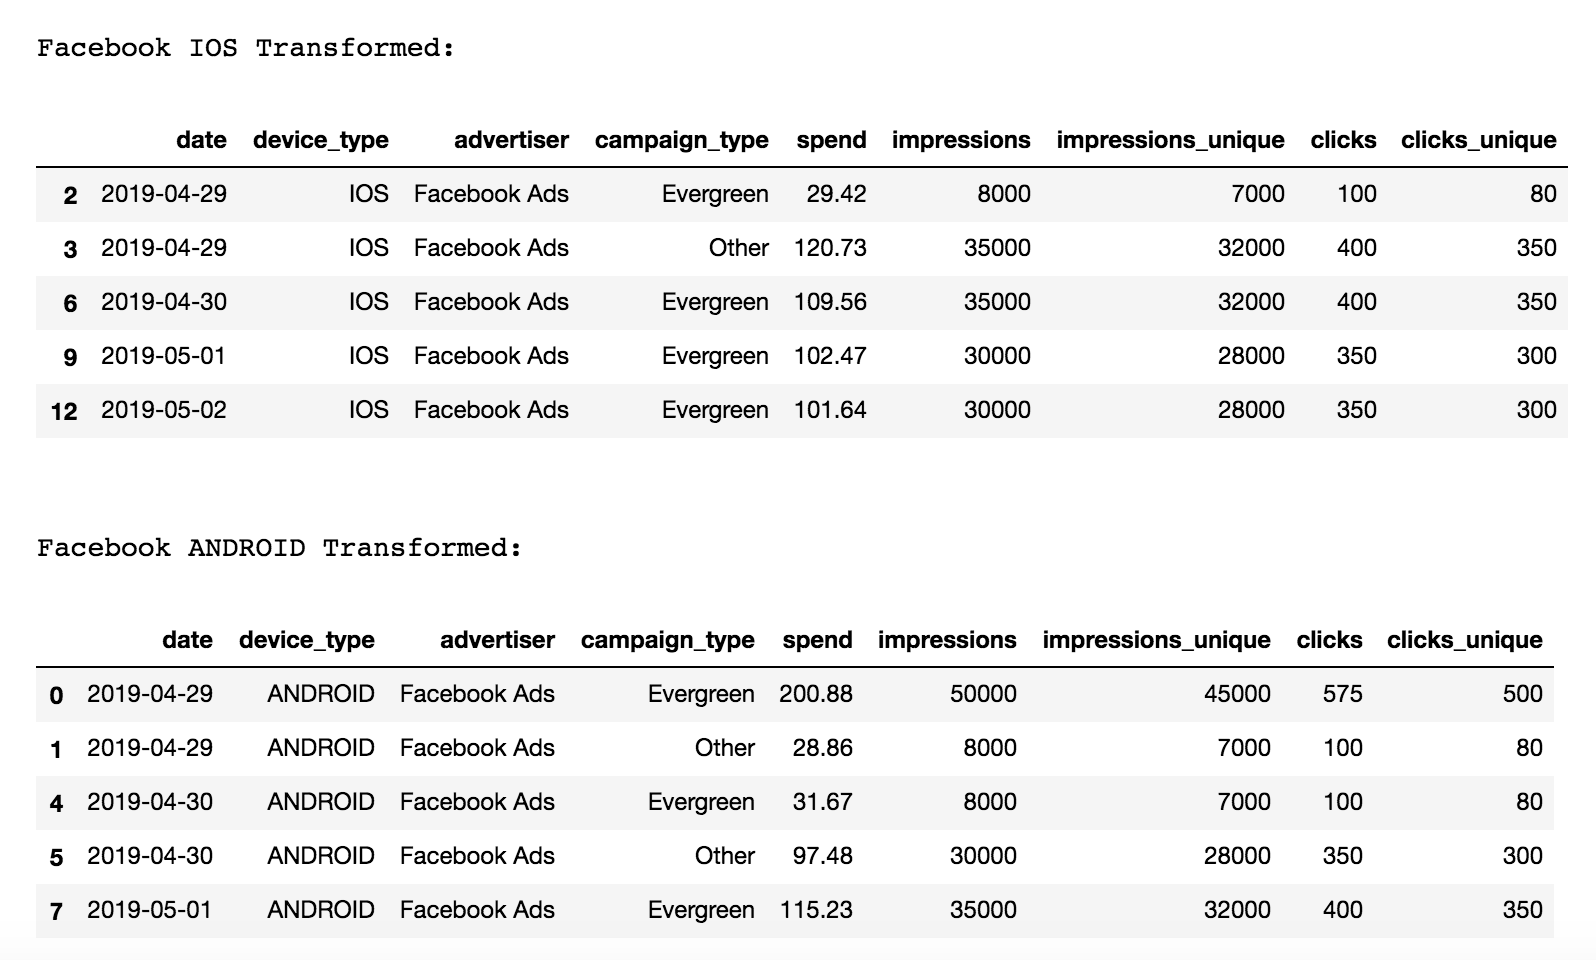 Facebook IOS Transformed:
date device_type advertiser campaign_type spend impressions impressions_unique clicks clicks_unique
2 2019-04-29 IOS Facebook Ads Evergreen 29.42 8000 7000 100 80
3 2019-04-29 IOS Facebook Ads Other 120.73 35000 32000 400 350
6 2019-04-30 IOS Facebook Ads Evergreen 109.56 35000 32000 400 350
9 2019-05-01 IOS Facebook Ads Evergreen 102.47 30000 28000 350 300
12 2019-05-02 IOS Facebook Ads Evergreen 101.64 30000 28000 350 300
Facebook ANDROID Transformed:
date device_type advertiser campaign_type spend impressions impressions_unique clicks clicks_unique
0 2019-04-29 ANDROID Facebook Ads Evergreen 200.88 50000 45000 575 500
1 2019-04-29 ANDROID Facebook Ads Other 28.86 8000 7000 100 80
4 2019-04-30 ANDROID Facebook Ads Evergreen 31.67 8000 7000 100 80
5 2019-04-30 ANDROID Facebook Ads Other 97.48 30000 28000 350 300
7 2019-05-01 ANDROID Facebook Ads Evergreen 115.23 35000 32000 400 350